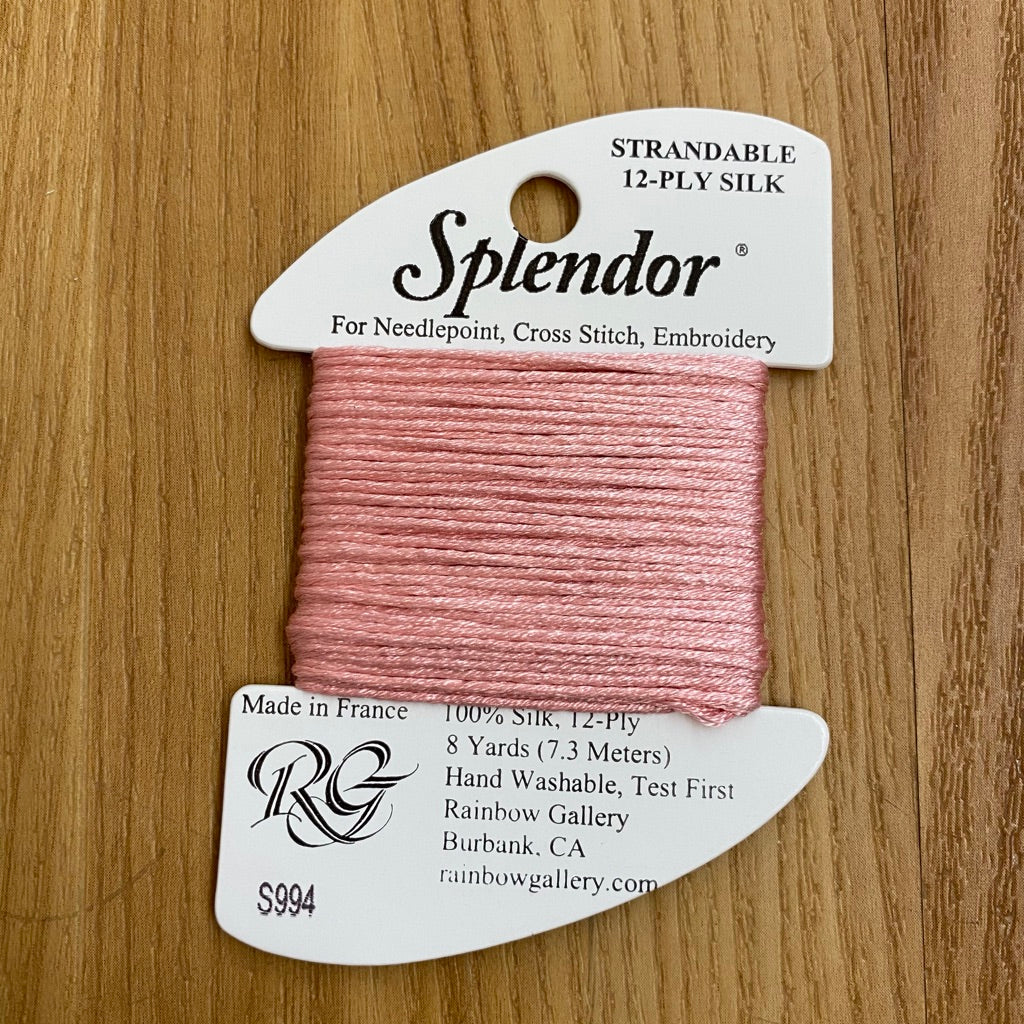 STRANDABLE
12-PLY SILK
Splendor ®
For Needlepoint, Cross Stitch, Embroidery
Made in France
100% Silk, 12-Ply
8 Yards (7.3 Meters)
Hand Washable, Test First
Rainbow Gallery
Burbank, CA
rainbowgallery.com
RG
S994